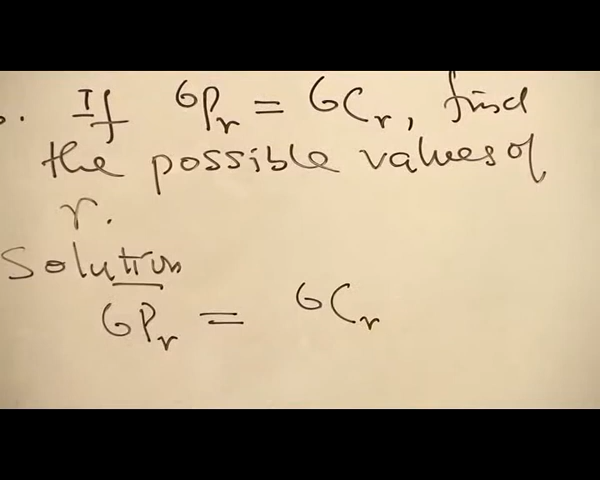 . If ⁶Pᵣ = ⁶Cᵣ, find
the possible values of
r.
Solution
⁶Pᵣ = ⁶Cᵣ